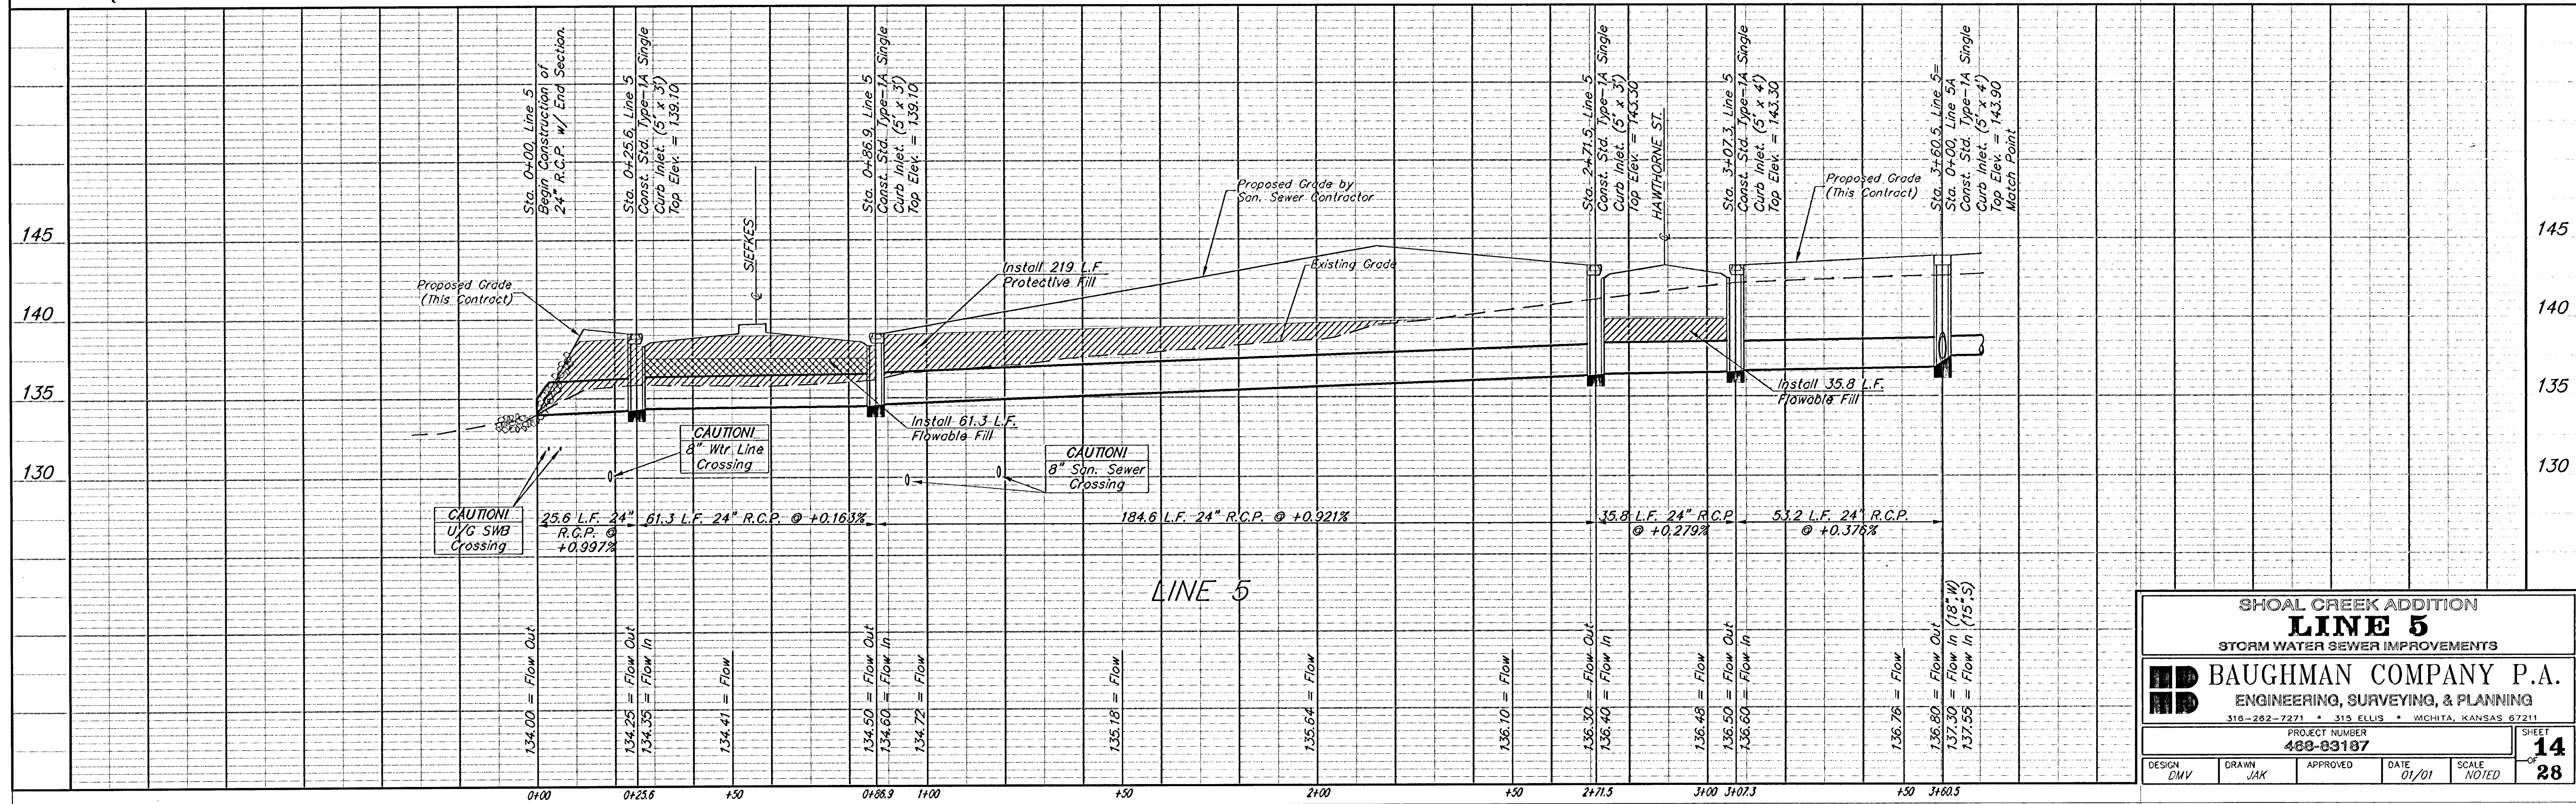 Sta. 0+00, Line 5
Begin Construction of
24" R.C.P. w/ End Section.
Sta. 0+25.6, Line 5
Const. Std. Type-1A Single
Curb Inlet. (5' x 3')
Top Elev. = 139.10
SIEFKES
Sta. 0+86.9, Line 5
Const. Std. Type-1A Single
Curb Inlet. (5' x 3')
Top Elev. = 139.10
Sta. 2+71.5, Line 5
Const. Std. Type-1A Single
Curb Inlet. (5' x 3')
Top Elev. = 143.30
HAWTHORNE ST.
Sta. 3+07.3, Line 5
Const. Std. Type-1A Single
Curb Inlet. (5' x 4')
Top Elev. = 143.30
Sta. 3+60.5, Line 5=
Sta. 0+00, Line 5A
Const. Std. Type-1A Single
Curb Inlet. (5' x 4')
Top Elev. = 143.90
Match Point
145
140
135
130
145
140
135
130
Proposed Grade
(This Contract)
Install 219 L.F
Protective Fill
Proposed Grade by
San. Sewer Contractor
Existing Grade
Proposed Grade
(This Contract)
Install 61.3 L.F.
Flowable Fill
Install 35.8 L.F.
Flowable Fill
CAUTION!
8" Wtr Line
Crossing
CAUTION!
8" San. Sewer
Crossing
CAUTION!
U/G SWB
Crossing
25.6 L.F. 24"
R.C.P. @
+0.997%
61.3 L.F. 24" R.C.P. @ +0.163%
184.6 L.F. 24" R.C.P. @ +0.921%
35.8 L.F. 24" R.C.P
@ +0.279%
53.2 L.F. 24" R.C.P.
@ +0.376%
LINE 5
134.00 = Flow Out
134.25 = Flow Out
134.35 = Flow In
134.41 = Flow
134.50 = Flow Out
134.60 = Flow In
134.72 = Flow
135.18 = Flow
135.64 = Flow
136.10 = Flow
136.30 = Flow Out
136.40 = Flow In
136.48 = Flow
136.50 = Flow Out
136.60 = Flow In
136.76 = Flow
136.80 = Flow Out
137.30 = Flow In (18",W)
137.55 = Flow In (15",S)
0+00 0+25.6 +50 0+86.9 1+00 +50 2+00 +50 2+71.5 3+00 3+07.3 +50 3+60.5
SHOAL CREEK ADDITION
LINE 5
STORM WATER SEWER IMPROVEMENTS
BAUGHMAN COMPANY P.A.
ENGINEERING, SURVEYING, & PLANNING
316-262-7271 * 315 ELLIS * WICHITA, KANSAS 67211
PROJECT NUMBER
468-83187
SHEET
14
OF
28
DESIGN
DMV
DRAWN
JAK
APPROVED
DATE
01/01
SCALE
NOTED